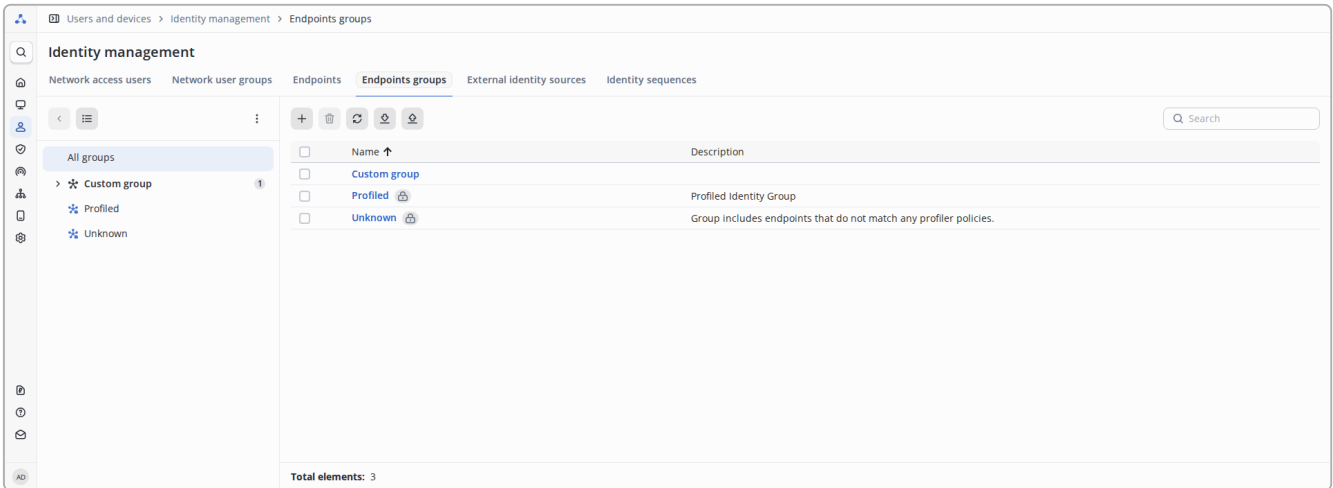 Users and devices > Identity management > Endpoints groups
Identity management
Network access users Network user groups Endpoints Endpoints groups External identity sources Identity sequences
Search
All groups
Custom group 1
Profiled
Unknown
Name Description
Custom group
Profiled Profiled Identity Group
Unknown Group includes endpoints that do not match any profiler policies.
Total elements: 3
AD